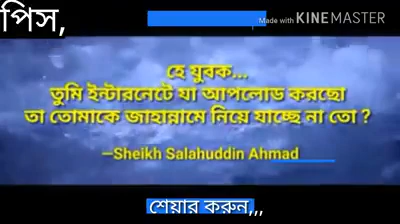 পিস,
Made with KINEMASTER
হে যুবক...
তুমি ইন্টারনেটে যা আপলোড করছো
তা তোমাকে জাহান্নামে নিয়ে যাচ্ছে না তো ?
—Sheikh Salahuddin Ahmad
শেয়ার করুন,,,